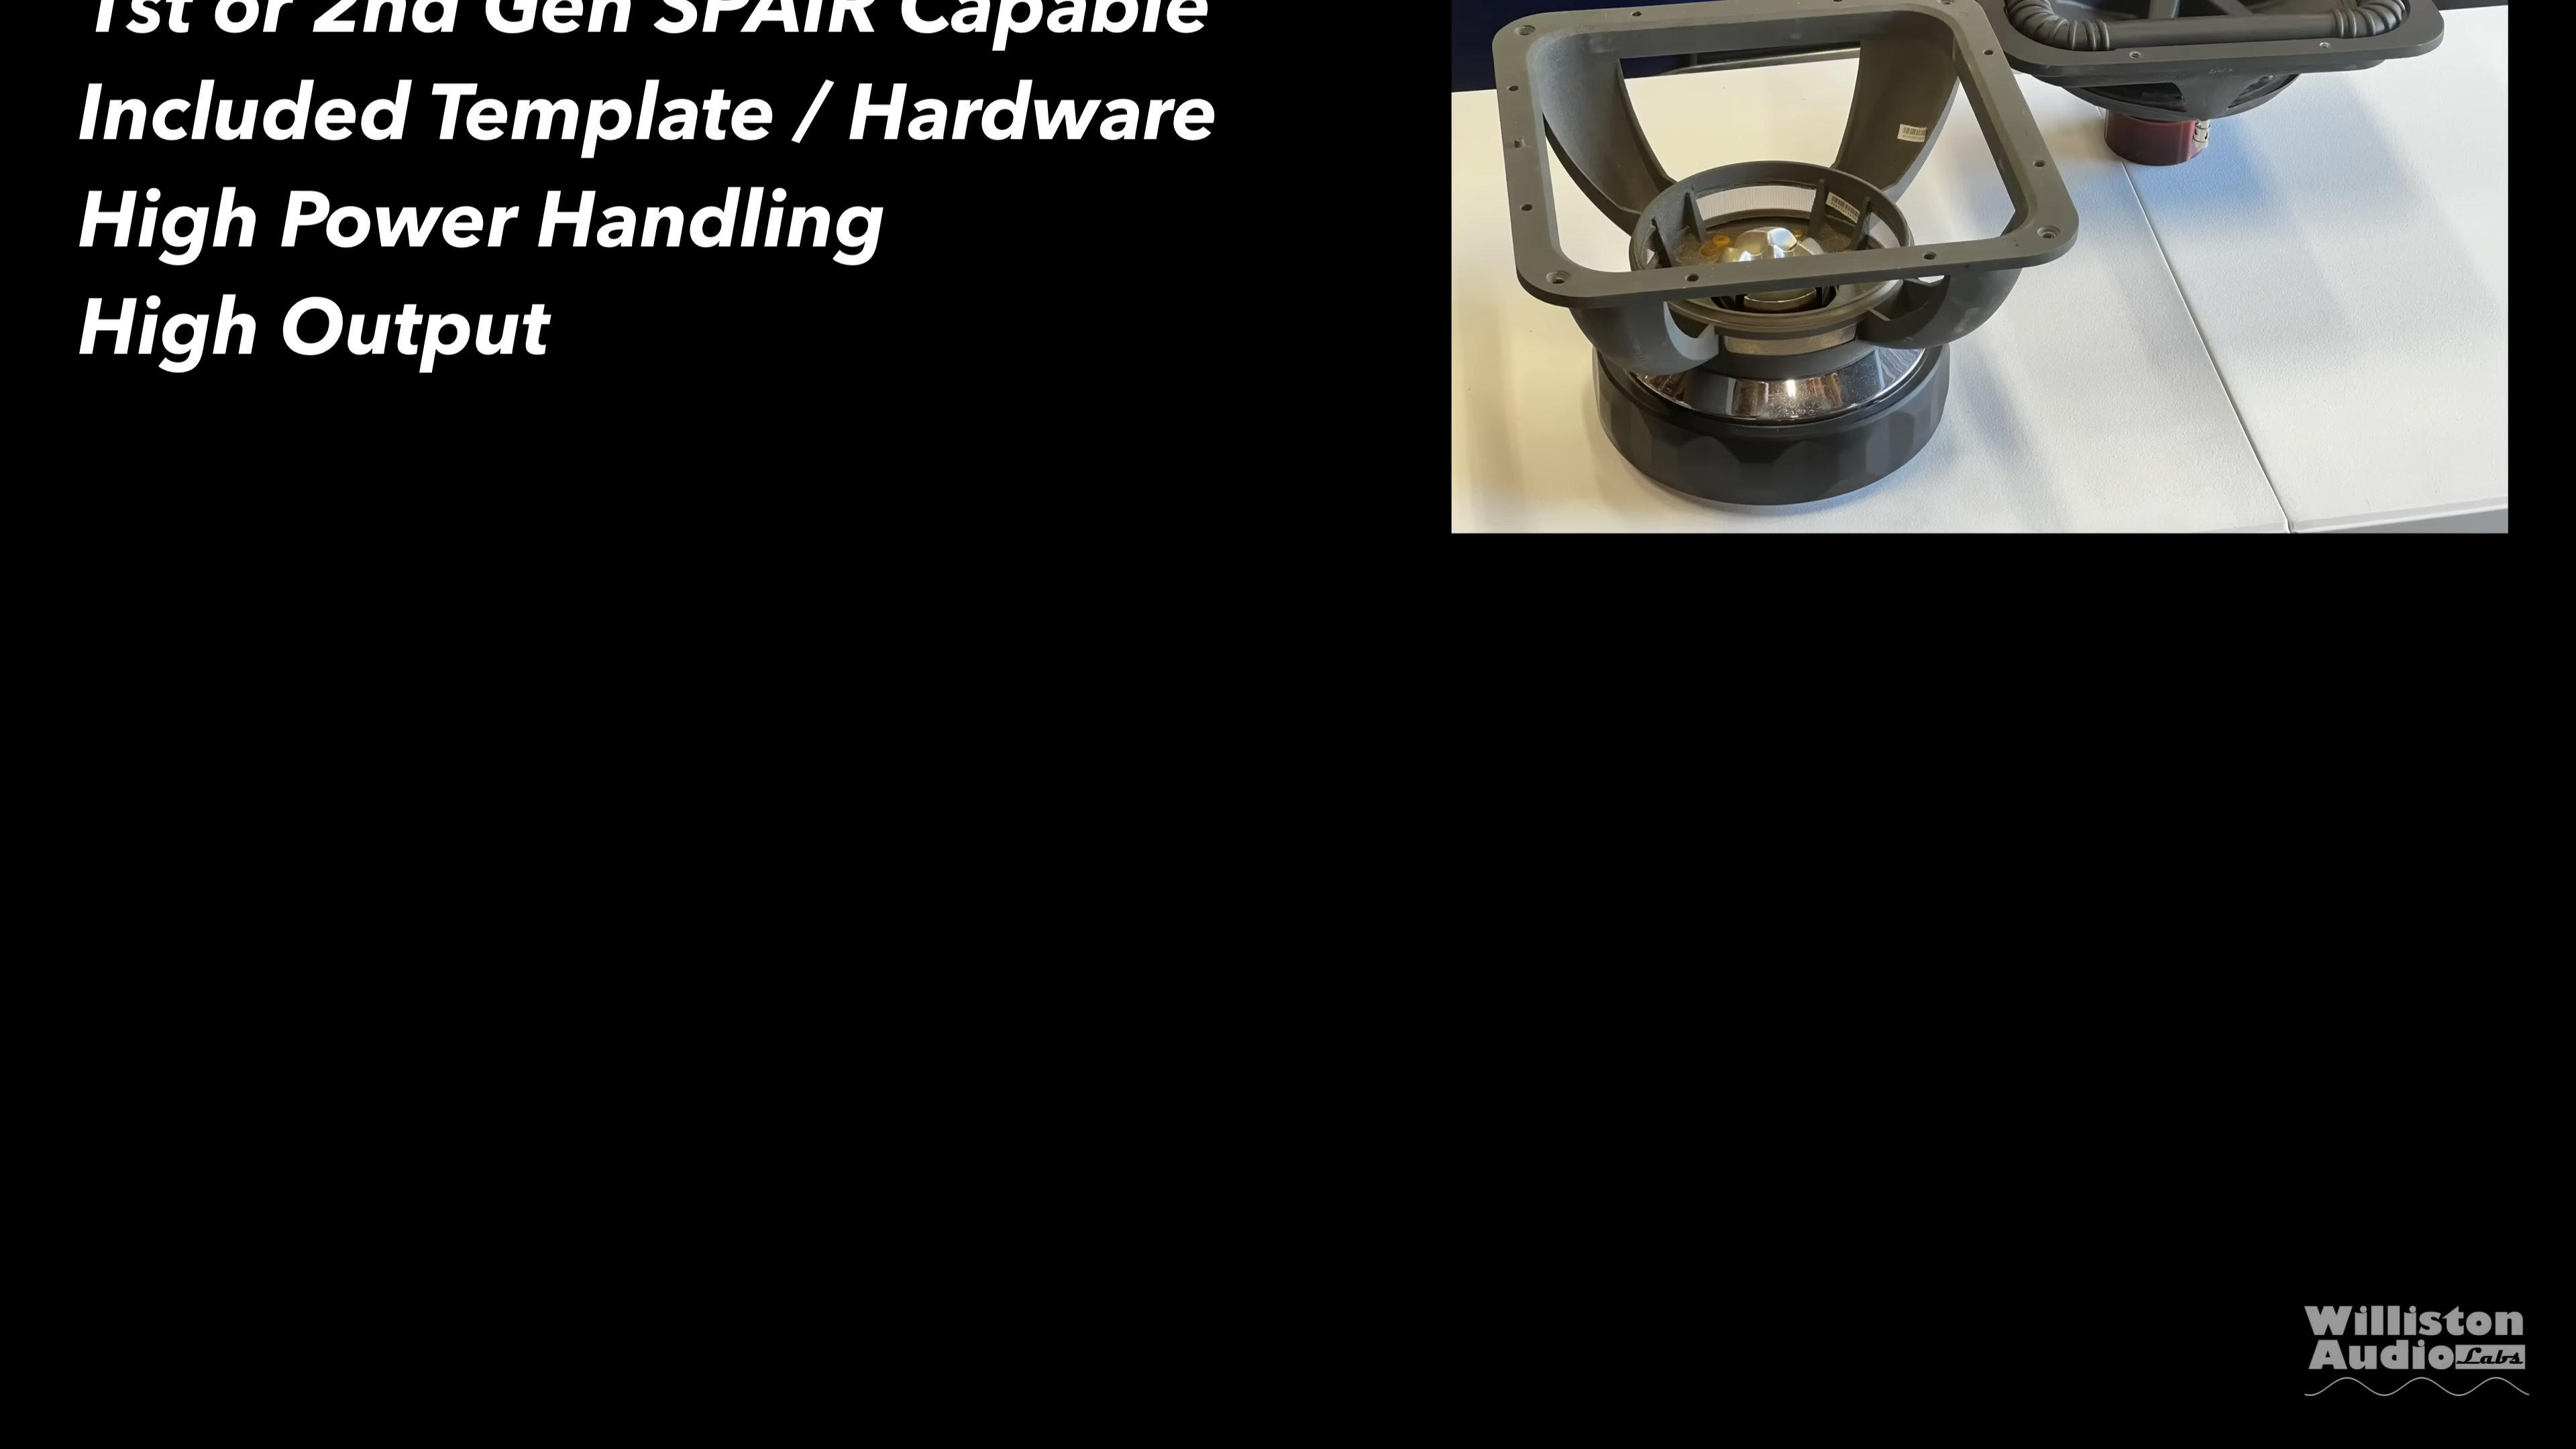 1st or 2nd Gen SPAIR Capable
Included Template / Hardware
High Power Handling
High Output
Williston
Audio Labs